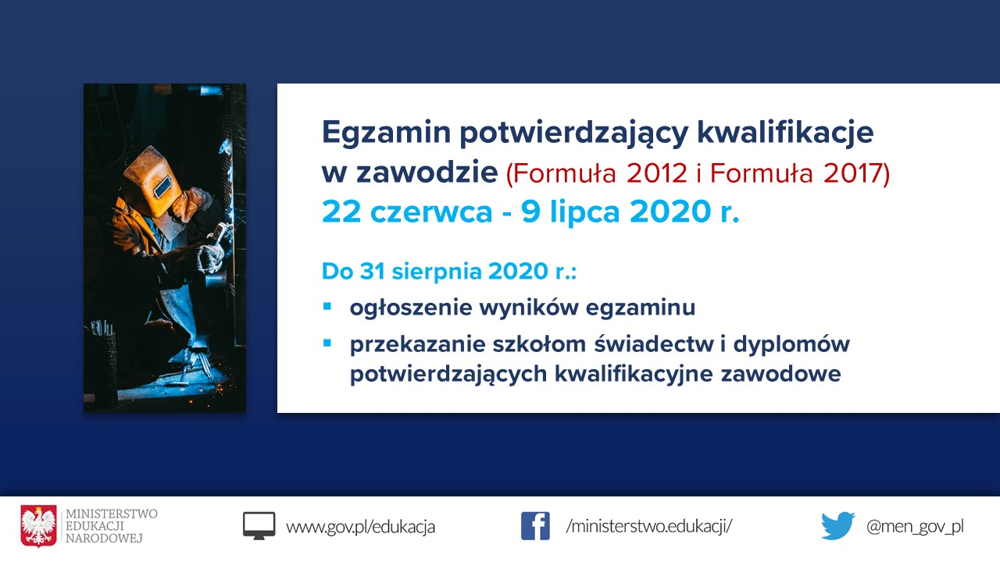 Egzamin potwierdzający kwalifikacje
w zawodzie (Formuła 2012 i Formuła 2017)
22 czerwca - 9 lipca 2020 r.
Do 31 sierpnia 2020 r.:
▪ ogłoszenie wyników egzaminu
▪ przekazanie szkołom świadectw i dyplomów
potwierdzających kwalifikacyjne zawodowe
MINISTERSTWO
EDUKACJI
NARODOWEJ
www.gov.pl/edukacja
/ministerstwo.edukacji/
@men_gov_pl